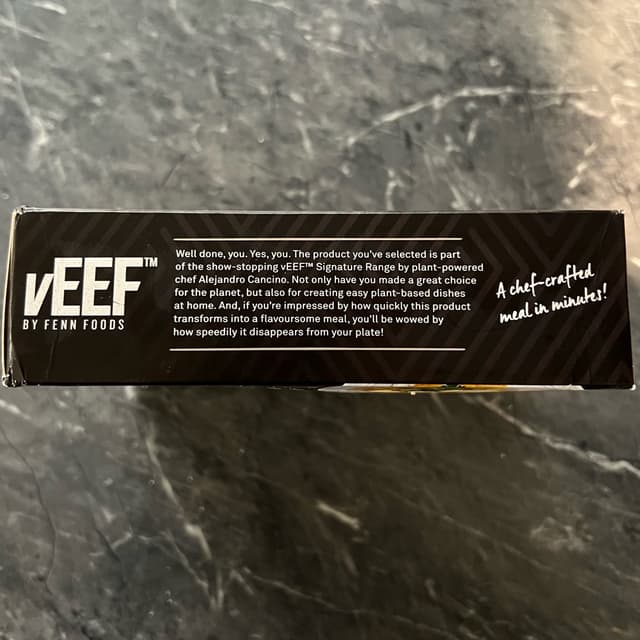 vEEF™
BY FENN FOODS
Well done, you. Yes, you. The product you've selected is part
of the show-stopping vEEF™ Signature Range by plant-powered
chef Alejandro Cancino. Not only have you made a great choice
for the planet, but also for creating easy plant-based dishes
at home. And, if you're impressed by how quickly this product
transforms into a flavoursome meal, you'll be wowed by
how speedily it disappears from your plate!
A chef-crafted
meal in minutes!